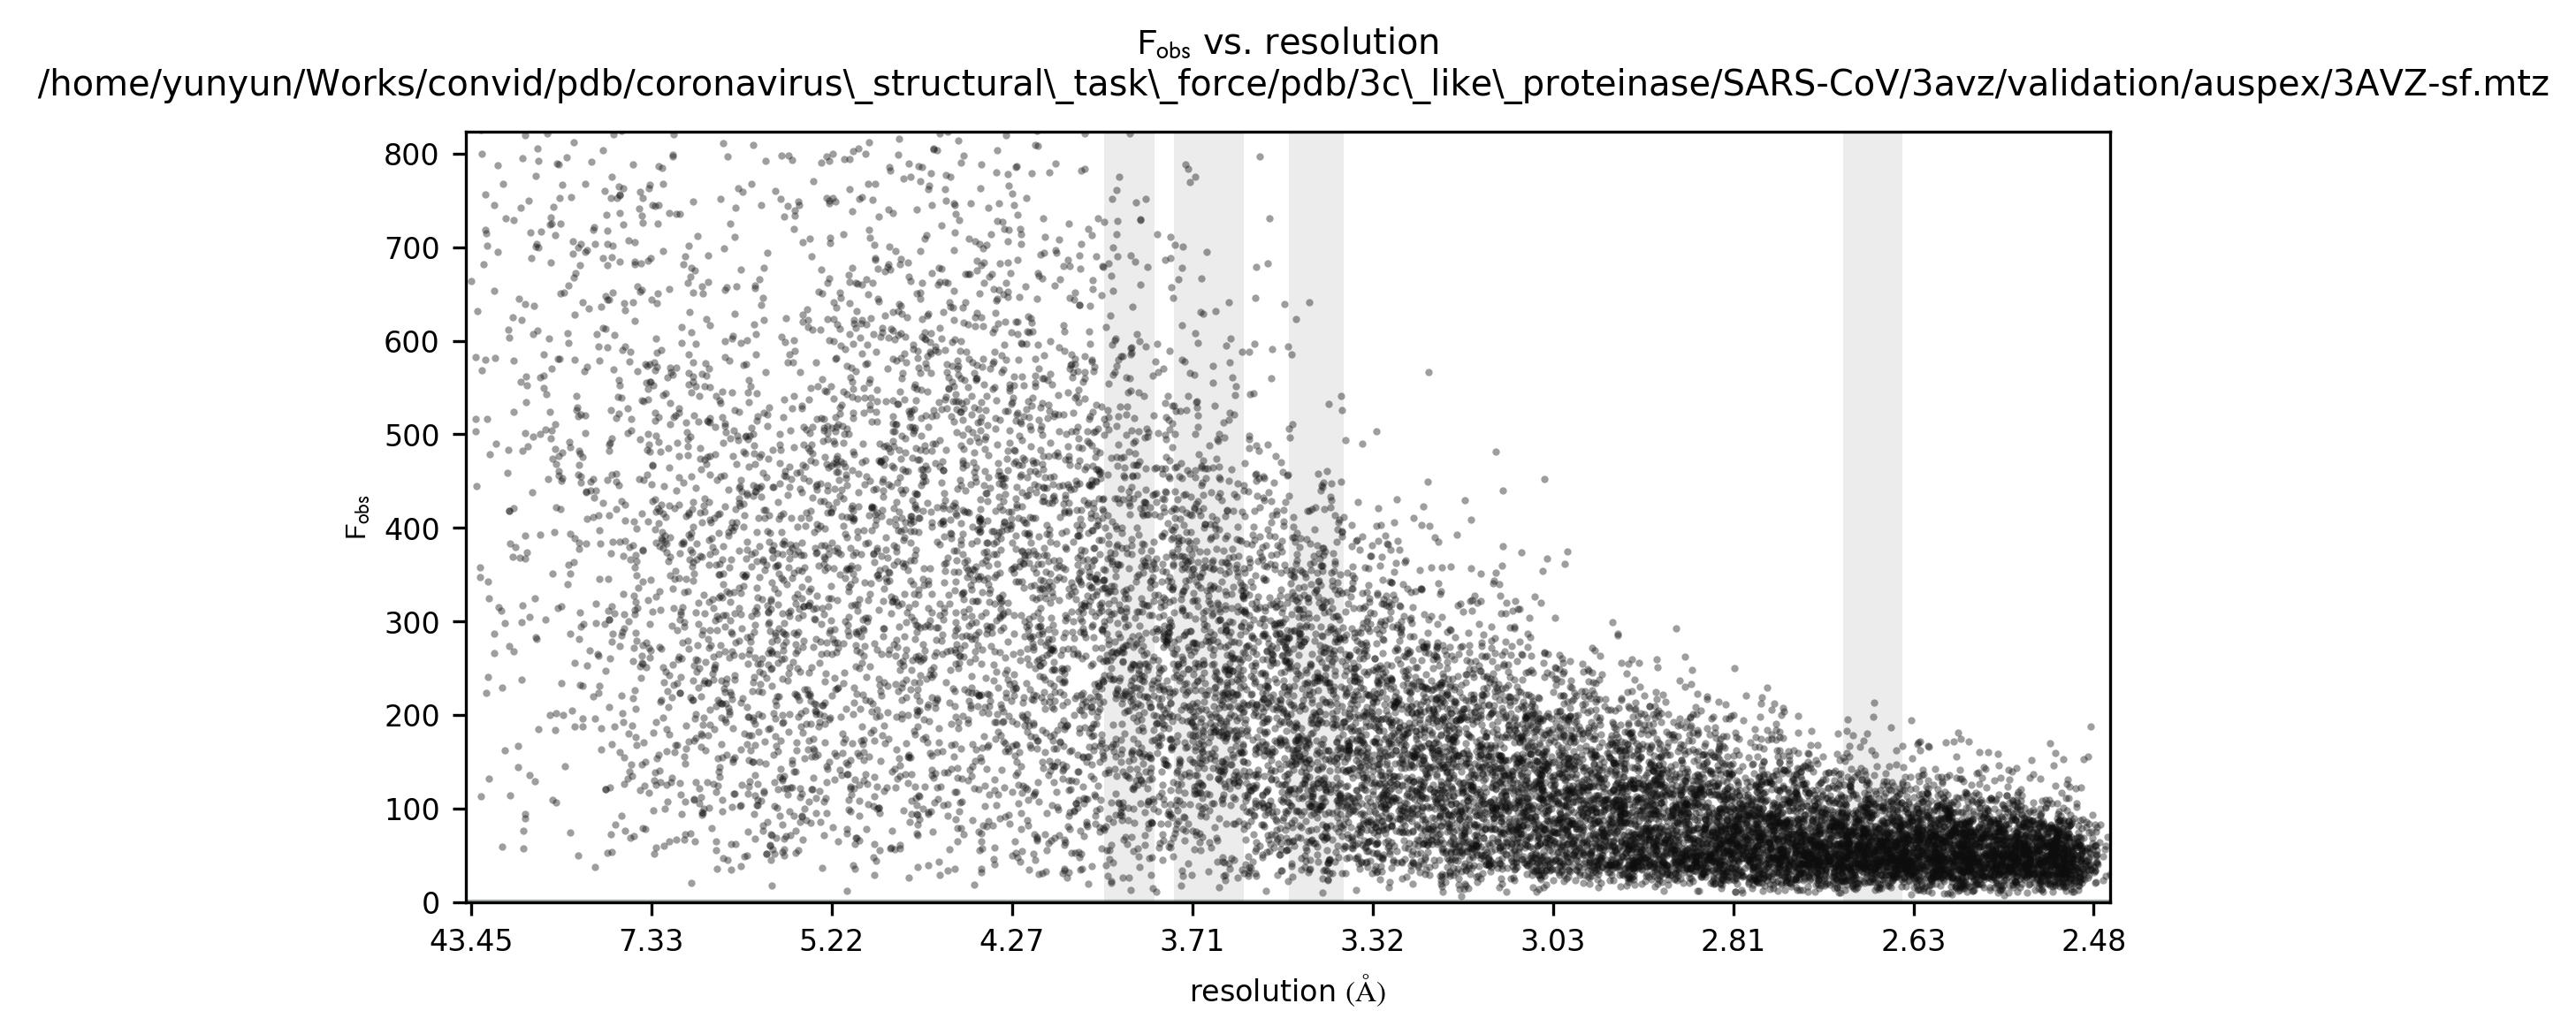 Fobs vs. resolution
/home/yunyun/Works/convid/pdb/coronavirus\_structural\_task\_force/pdb/3c\_like\_proteinase/SARS-CoV/3avz/validation/auspex/3AVZ-sf.mtz
800
700
600
500
400
300
200
100
0
Fobs
43.45 7.33 5.22 4.27 3.71 3.32 3.03 2.81 2.63 2.48
resolution (Å)